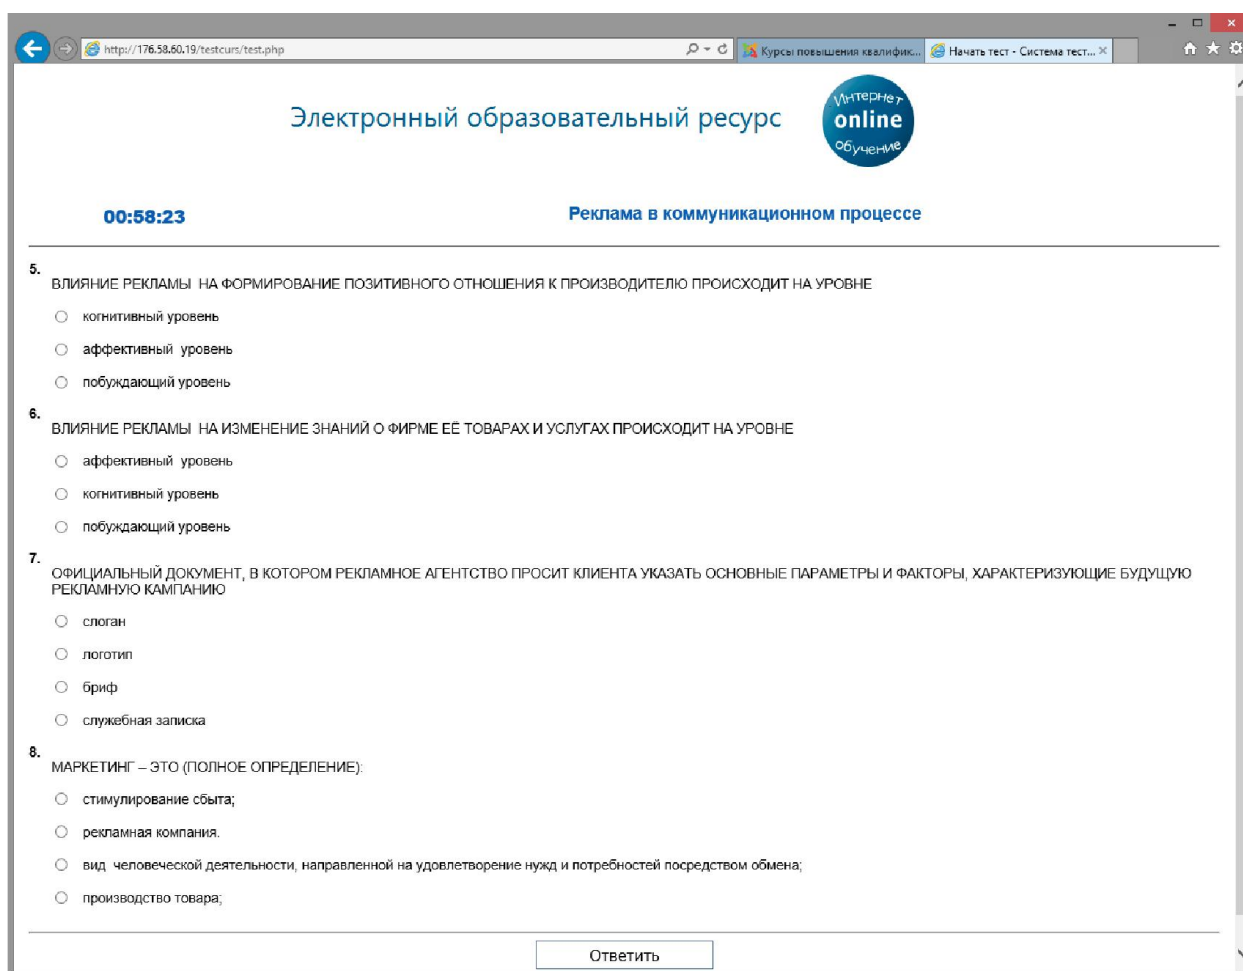 http://176.58.60.19/testcurs/test.php
Курсы повышения квалифик...
Начать тест - Система тест...
Электронный образовательный ресурс
Интернет
online
обучение
00:58:23
Реклама в коммуникационном процессе
5.
ВЛИЯНИЕ РЕКЛАМЫ НА ФОРМИРОВАНИЕ ПОЗИТИВНОГО ОТНОШЕНИЯ К ПРОИЗВОДИТЕЛЮ ПРОИСХОДИТ НА УРОВНЕ
когнитивный уровень
аффективный уровень
побуждающий уровень
6.
ВЛИЯНИЕ РЕКЛАМЫ НА ИЗМЕНЕНИЕ ЗНАНИЙ О ФИРМЕ ЕЁ ТОВАРАХ И УСЛУГАХ ПРОИСХОДИТ НА УРОВНЕ
аффективный уровень
когнитивный уровень
побуждающий уровень
7.
ОФИЦИАЛЬНЫЙ ДОКУМЕНТ, В КОТОРОМ РЕКЛАМНОЕ АГЕНТСТВО ПРОСИТ КЛИЕНТА УКАЗАТЬ ОСНОВНЫЕ ПАРАМЕТРЫ И ФАКТОРЫ, ХАРАКТЕРИЗУЮЩИЕ БУДУЩУЮ
РЕКЛАМНУЮ КАМПАНИЮ
слоган
логотип
бриф
служебная записка
8.
МАРКЕТИНГ – ЭТО (ПОЛНОЕ ОПРЕДЕЛЕНИЕ):
стимулирование сбыта;
рекламная компания.
вид человеческой деятельности, направленной на удовлетворение нужд и потребностей посредством обмена;
производство товара;
Ответить